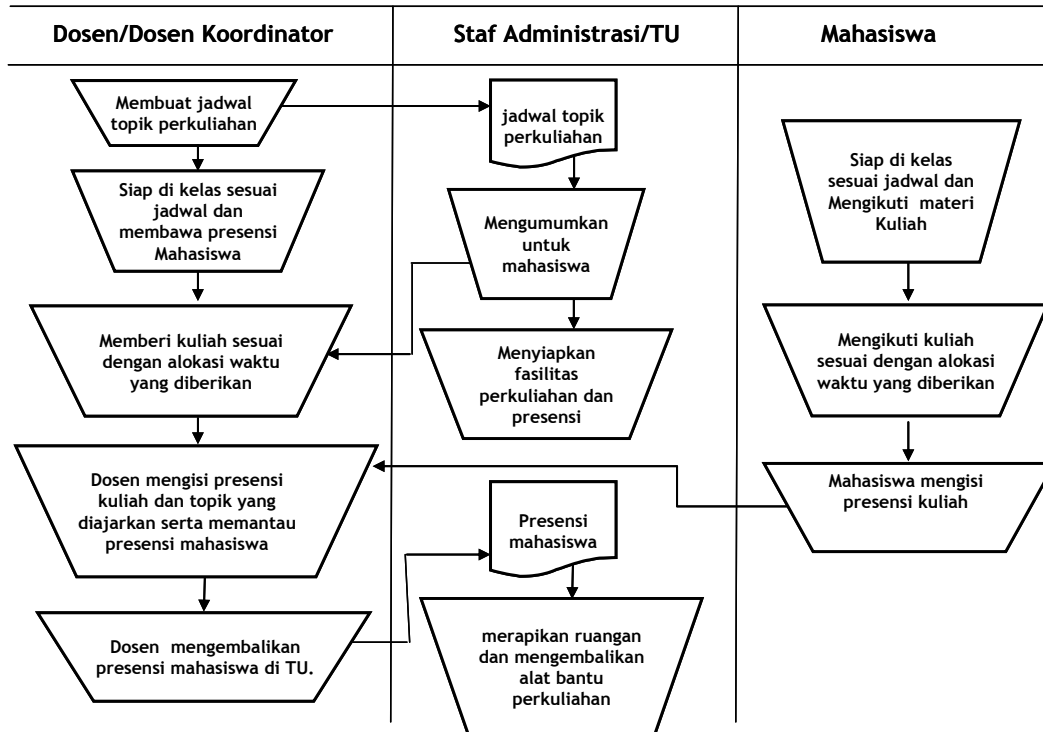 Dosen/Dosen Koordinator
Staf Administrasi/TU
Mahasiswa
Membuat jadwal
topik perkuliahan
Siap di kelas sesuai
jadwal dan
membawa presensi
Mahasiswa
Memberi kuliah sesuai
dengan alokasi waktu
yang diberikan
Dosen mengisi presensi
kuliah dan topik yang
diajarkan serta memantau
presensi mahasiswa
Dosen mengembalikan
presensi mahasiswa di TU.
jadwal topik
perkuliahan
Mengumumkan
untuk
mahasiswa
Menyiapkan
fasilitas
perkuliahan dan
presensi
Presensi
mahasiswa
merapikan ruangan
dan mengembalikan
alat bantu
perkuliahan
Siap di kelas
sesuai jadwal dan
Mengikuti materi
Kuliah
Mengikuti kuliah
sesuai dengan alokasi
waktu yang diberikan
Mahasiswa mengisi
presensi kuliah